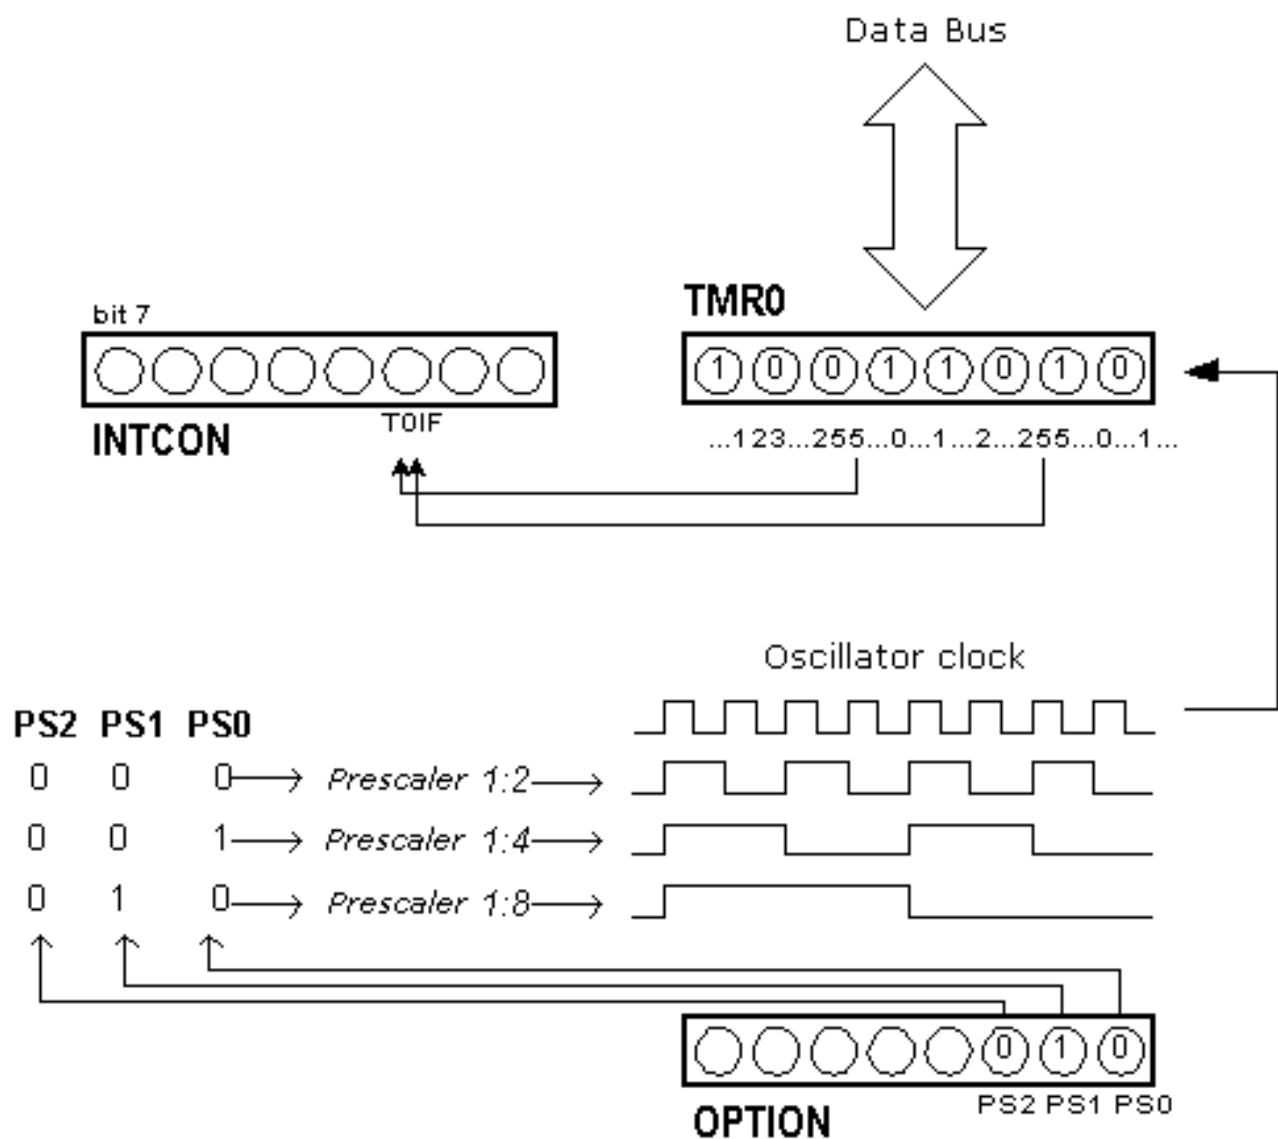 Data Bus
TMR0
bit 7
1 0 0 1 1 0 1 0
T0IF
INTCON
...123...255...0...1...2...255...0...1...
Oscillator clock
PS2 PS1 PS0
0 0 0 Prescaler 1:2
0 0 1 Prescaler 1:4
0 1 0 Prescaler 1:8
0 1 0
PS2 PS1 PS0
OPTION